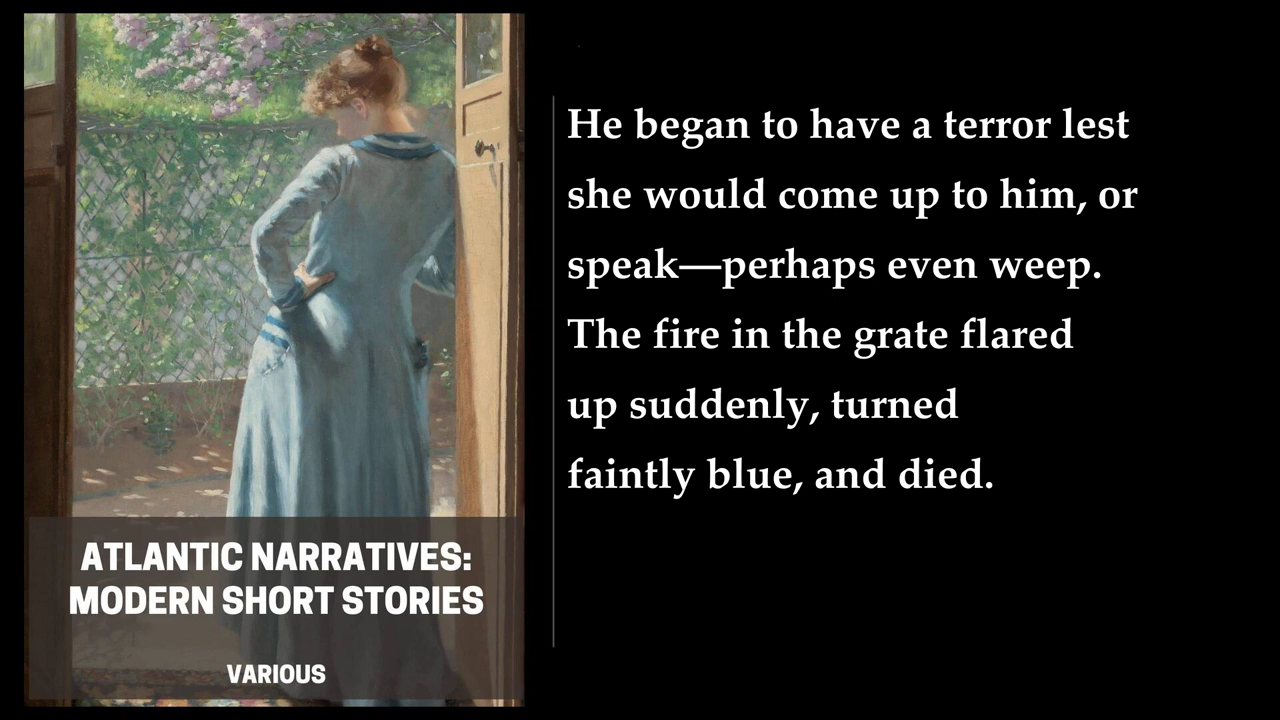 He began to have a terror lest
she would come up to him, or
speak—perhaps even weep.
The fire in the grate flared
up suddenly, turned
faintly blue, and died.
ATLANTIC NARRATIVES:
MODERN SHORT STORIES
VARIOUS